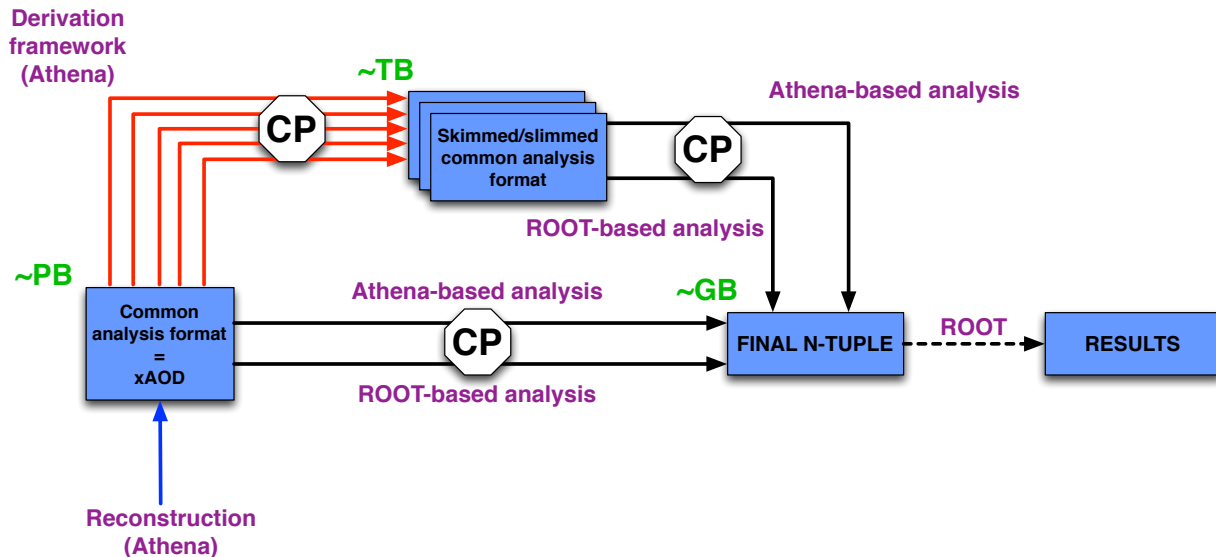 Derivation
framework
(Athena)
~TB
Athena-based analysis
CP
Skimmed/slimmed
common analysis
format
CP
ROOT-based analysis
~PB
Athena-based analysis
~GB
Common
analysis format
=
xAOD
CP
FINAL N-TUPLE
ROOT
RESULTS
ROOT-based analysis
Reconstruction
(Athena)